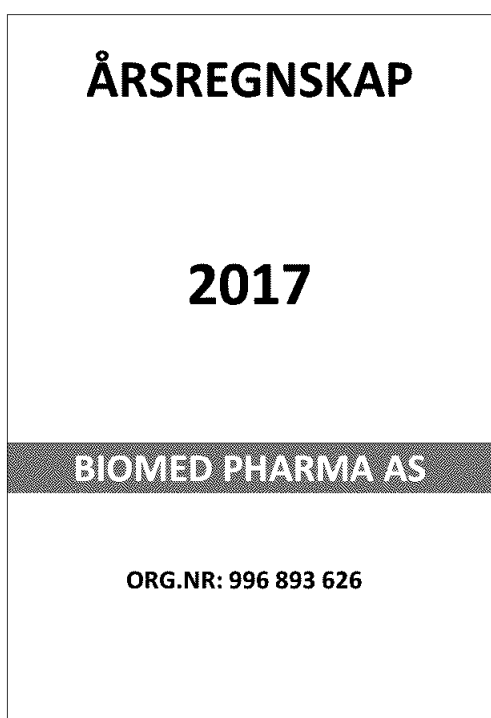 ÅRSREGNSKAP
2017
BIOMED PHARMA AS
ORG.NR: 996 893 626